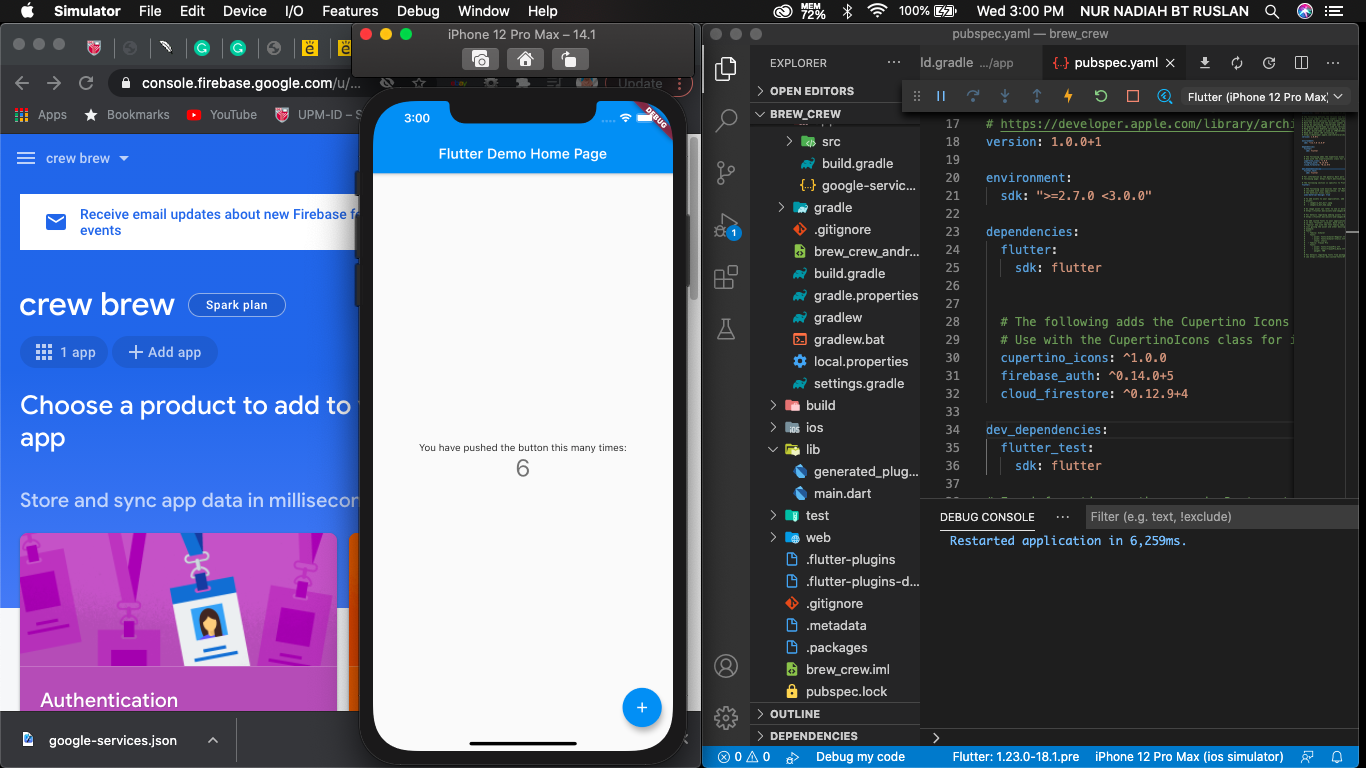 Simulator File Edit Device I/O Features Debug Window Help MEM 72% 100% Wed 3:00 PM NUR NADIAH BT RUSLAN
console.firebase.google.com/u/...
Update
Apps Bookmarks YouTube UPM-ID – S
crew brew
Receive email updates about new Firebase fe
events
crew brew Spark plan
1 app Add app
Choose a product to add to
app
Store and sync app data in millisecon
Authentication
google-services.json
iPhone 12 Pro Max – 14.1
3:00
DEBUG
Flutter Demo Home Page
You have pushed the button this many times:
6
+
pubspec.yaml — brew_crew
EXPLORER
OPEN EDITORS
BREW_CREW
src
build.gradle
google-servic...
gradle
.gitignore
brew_crew_andr...
build.gradle
gradle.properties
gradlew
gradlew.bat
local.properties
settings.gradle
build
ios
lib
generated_plug...
main.dart
test
web
.flutter-plugins
.flutter-plugins-d...
.gitignore
.metadata
.packages
brew_crew.iml
pubspec.lock
OUTLINE
DEPENDENCIES
1
ld.gradle .../app
pubspec.yaml
Flutter (iPhone 12 Pro Max)
17 # https://developer.apple.com/library/archi
18 version: 1.0.0+1
19
20 environment:
21 sdk: ">=2.7.0 <3.0.0"
22
23 dependencies:
24 flutter:
25 sdk: flutter
26
27
28 # The following adds the Cupertino Icons
29 # Use with the CupertinoIcons class for i
30 cupertino_icons: ^1.0.0
31 firebase_auth: ^0.14.0+5
32 cloud_firestore: ^0.12.9+4
33
34 dev_dependencies:
35 flutter_test:
36 sdk: flutter
37
DEBUG CONSOLE
Filter (e.g. text, !exclude)
Restarted application in 6,259ms.
0 0 Debug my code Flutter: 1.23.0-18.1.pre iPhone 12 Pro Max (ios simulator)